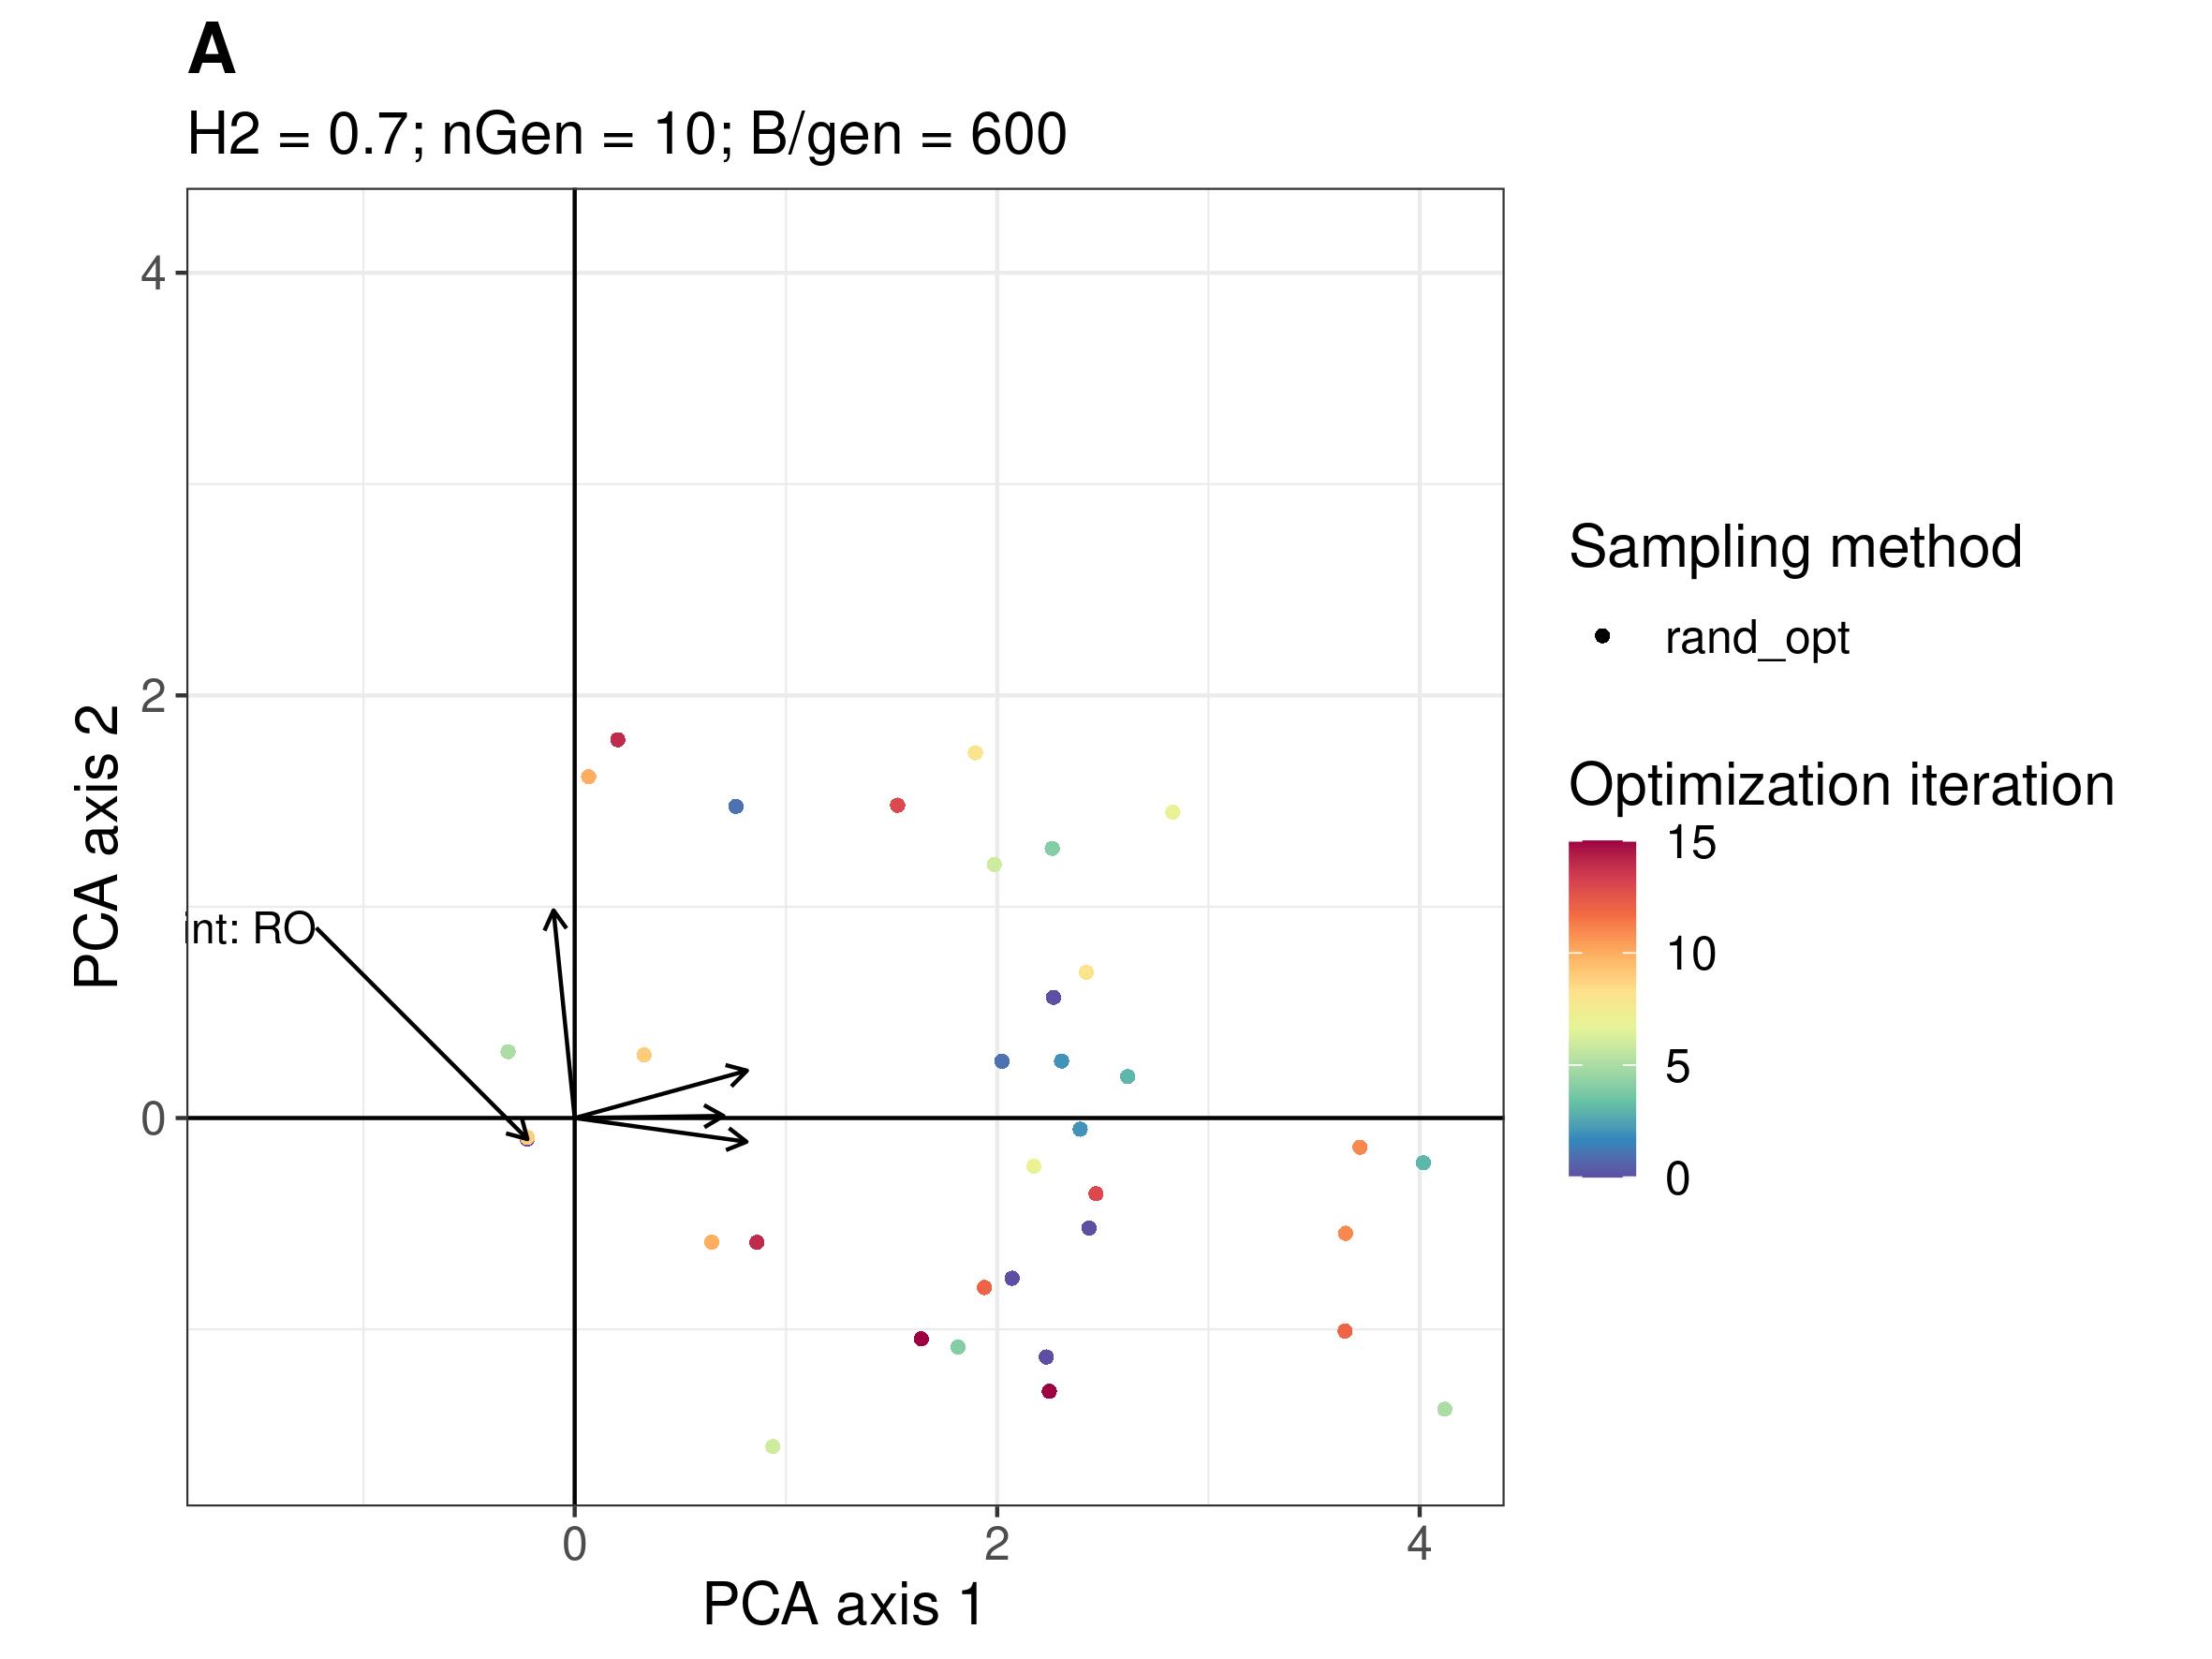 A
H2 = 0.7; nGen = 10; B/gen = 600
4
2
0
PCA axis 2
int: RO
0
2
4
PCA axis 1
Sampling method
rand_opt
Optimization iteration
15
10
5
0